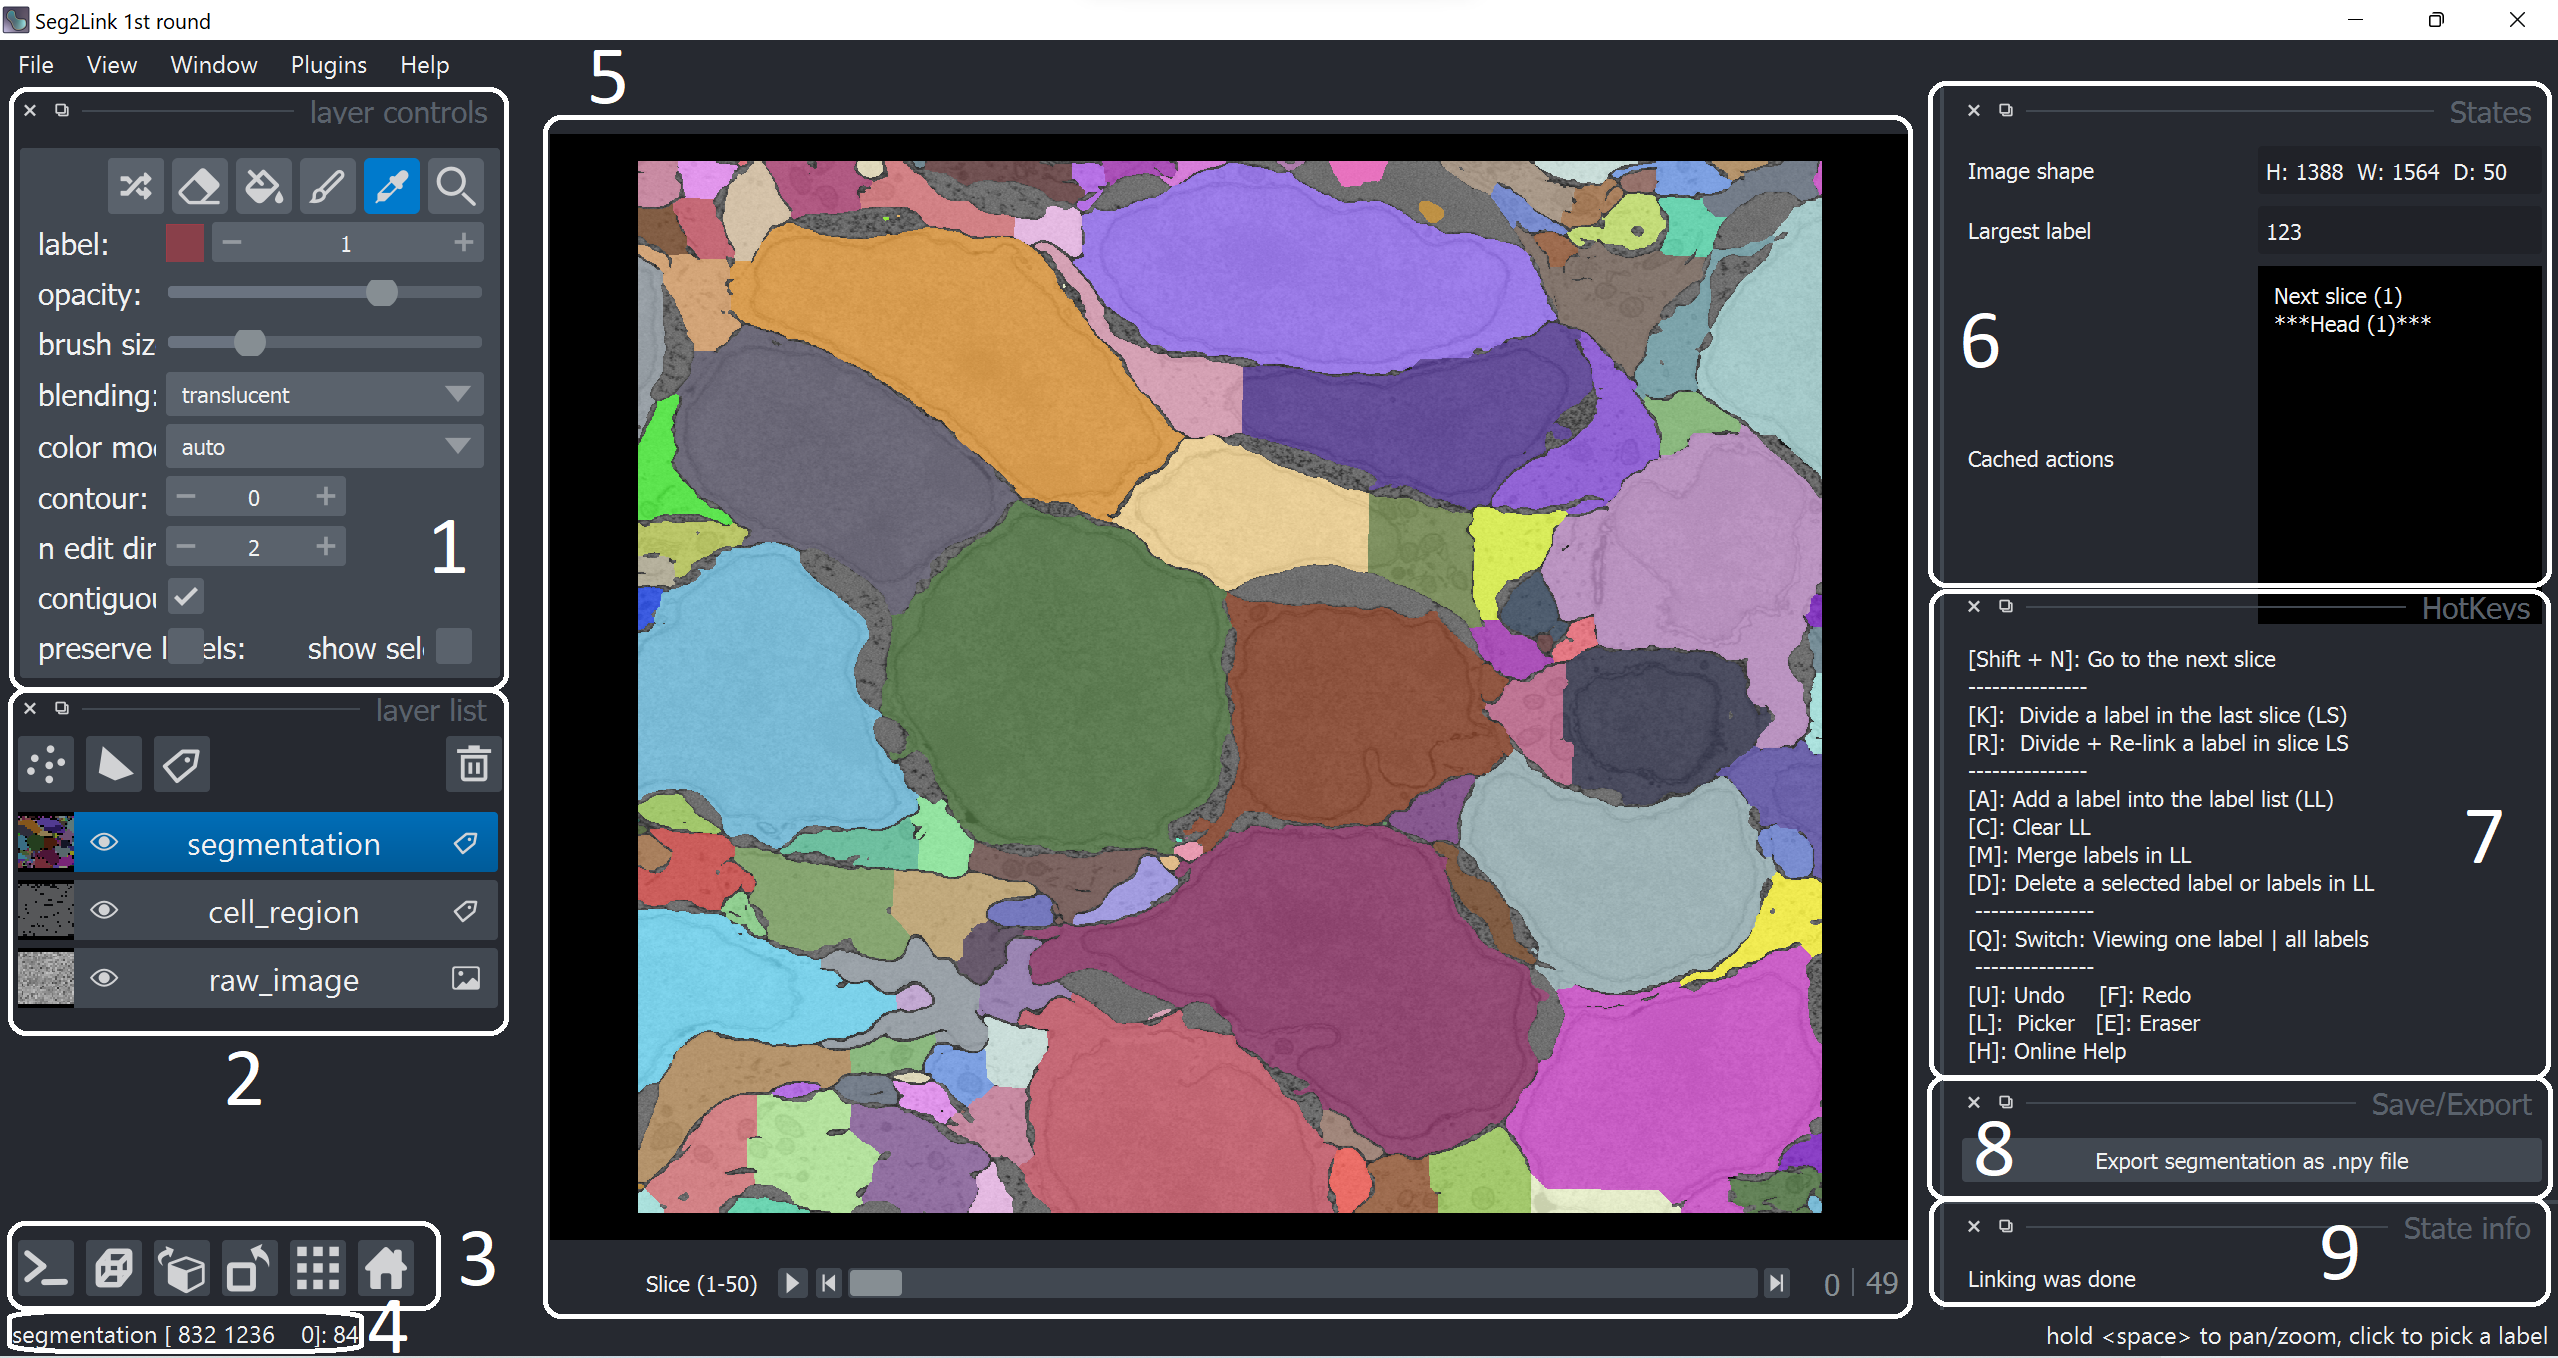 Seg2Link 1st round
File View Window Plugins Help
5
layer controls
label: 1
opacity:
brush siz
blending: translucent
color mo auto
contour: 0
n edit dir 2
1
contiguou
preserve l els: show sel
layer list
segmentation
cell_region
raw_image
2
3
4
segmentation [ 832 1236 0]: 84
Slice (1-50) 0 49
States
Image shape H: 1388 W: 1564 D: 50
Largest label 123
Next slice (1)
***Head (1)***
6
Cached actions
HotKeys
[Shift + N]: Go to the next slice
---------------
[K]: Divide a label in the last slice (LS)
[R]: Divide + Re-link a label in slice LS
---------------
[A]: Add a label into the label list (LL)
[C]: Clear LL
[M]: Merge labels in LL
[D]: Delete a selected label or labels in LL
---------------
[Q]: Switch: Viewing one label | all labels
---------------
[U]: Undo [F]: Redo
[L]: Picker [E]: Eraser
[H]: Online Help
7
Save/Export
8
Export segmentation as .npy file
State info
9
Linking was done
hold <space> to pan/zoom, click to pick a label